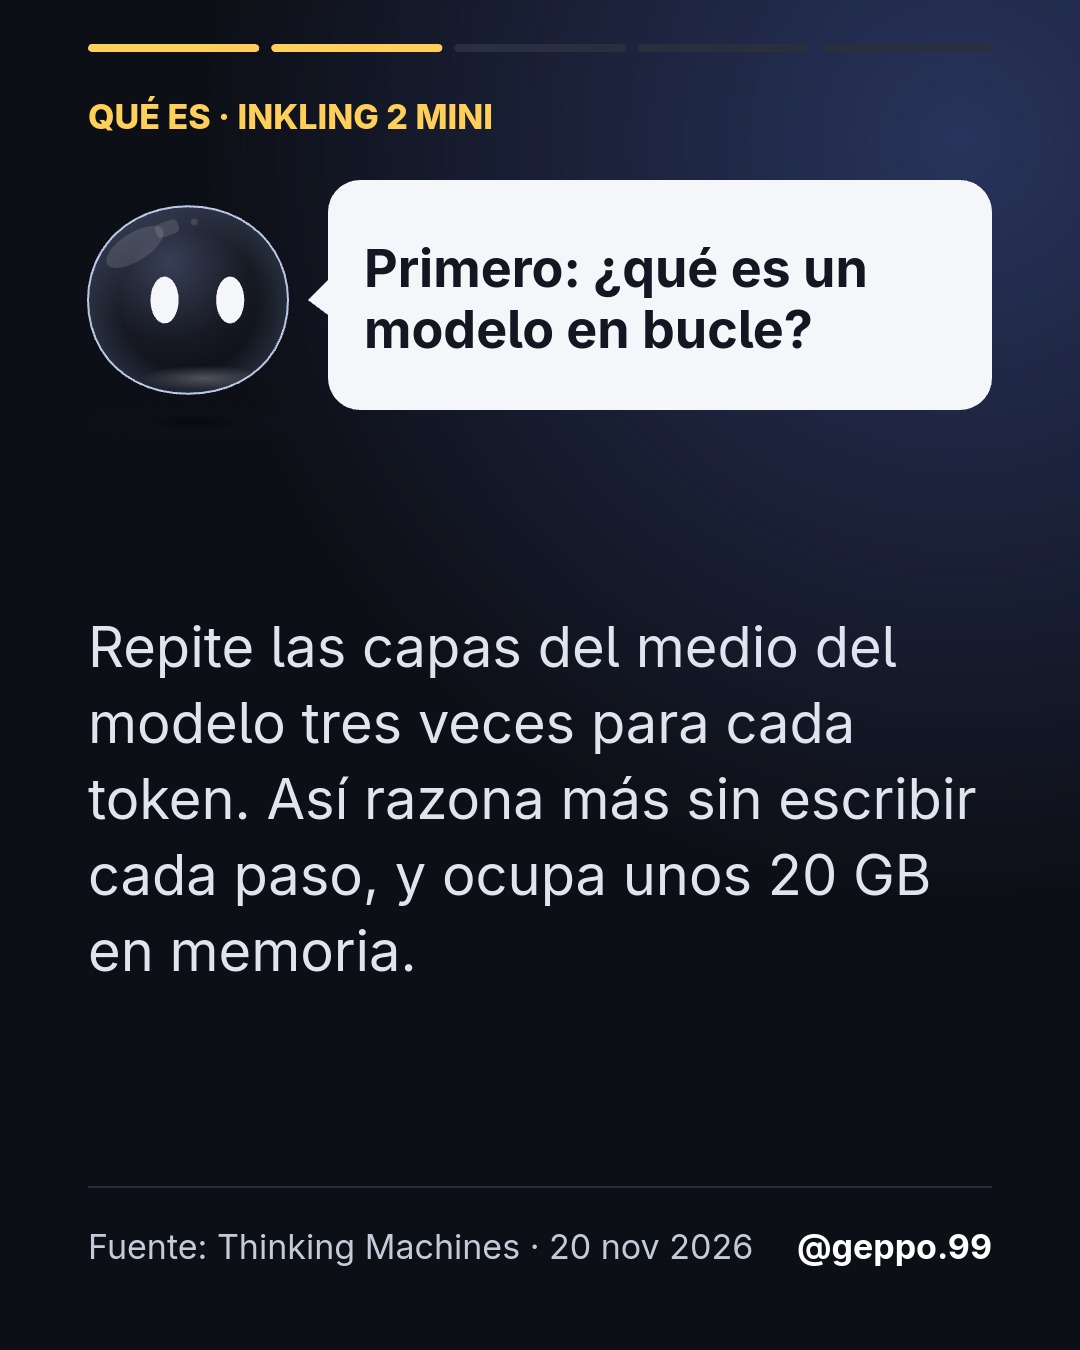 QUÉ ES · INKLING 2 MINI
Primero: ¿qué es un
modelo en bucle?
Repite las capas del medio del
modelo tres veces para cada
token. Así razona más sin escribir
cada paso, y ocupa unos 20 GB
en memoria.
Fuente: Thinking Machines · 20 nov 2026 @geppo.99